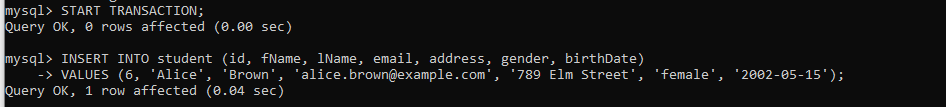 mysql> START TRANSACTION;
Query OK, 0 rows affected (0.00 sec)
mysql> INSERT INTO student (id, fName, lName, email, address, gender, birthDate)
    -> VALUES (6, 'Alice', 'Brown', 'alice.brown@example.com', '789 Elm Street', 'female', '2002-05-15');
Query OK, 1 row affected (0.04 sec)